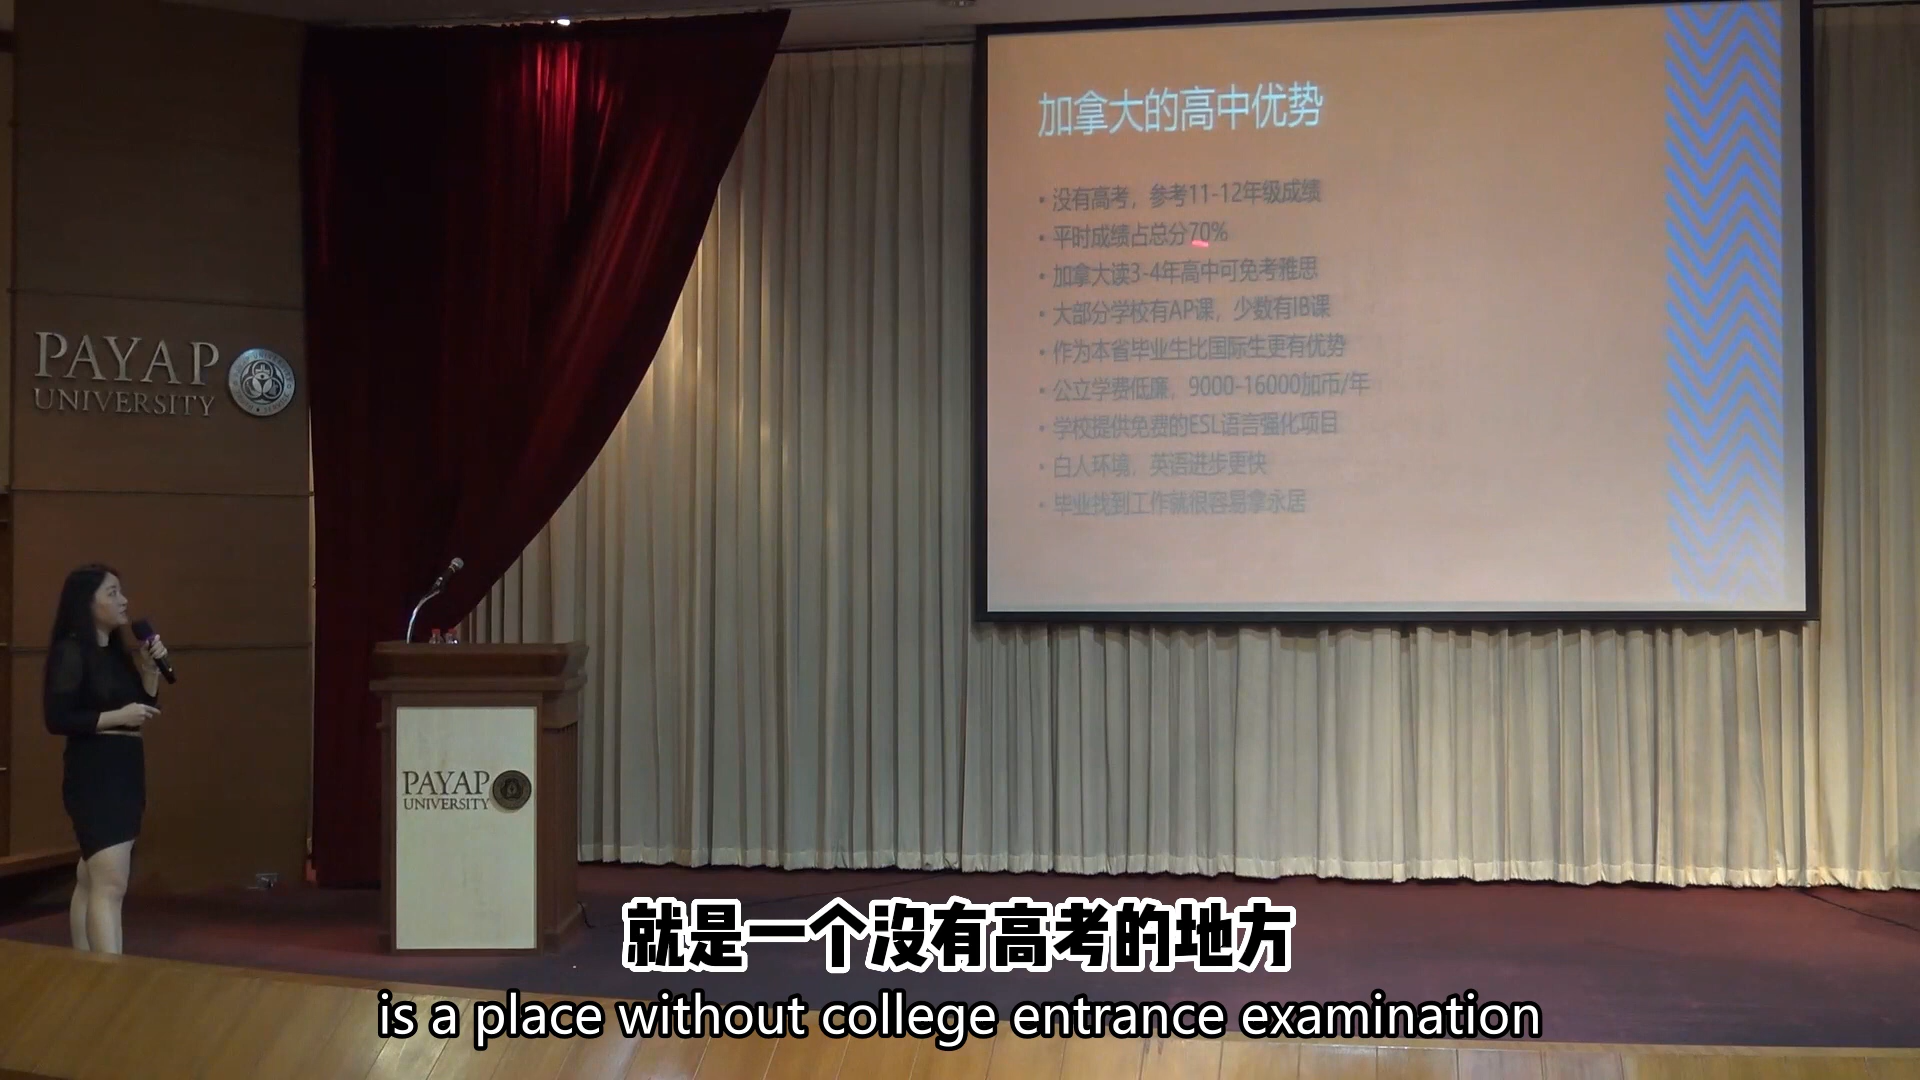 加拿大的高中优势
• 没有高考，参考11-12年级成绩
• 平时成绩占总分70%
• 加拿大读3-4年高中可免考雅思
• 大部分学校有AP课，少数有IB课
• 作为本省毕业生比国际生更有优势
• 公立学费低廉，9000-16000加币/年
• 学校提供免费的ESL语言强化项目
• 白人环境，英语进步更快
• 毕业找到工作就很容易拿永居
PAYAP
UNIVERSITY
PAYAP
UNIVERSITY
就是一个没有高考的地方
is a place without college entrance examination